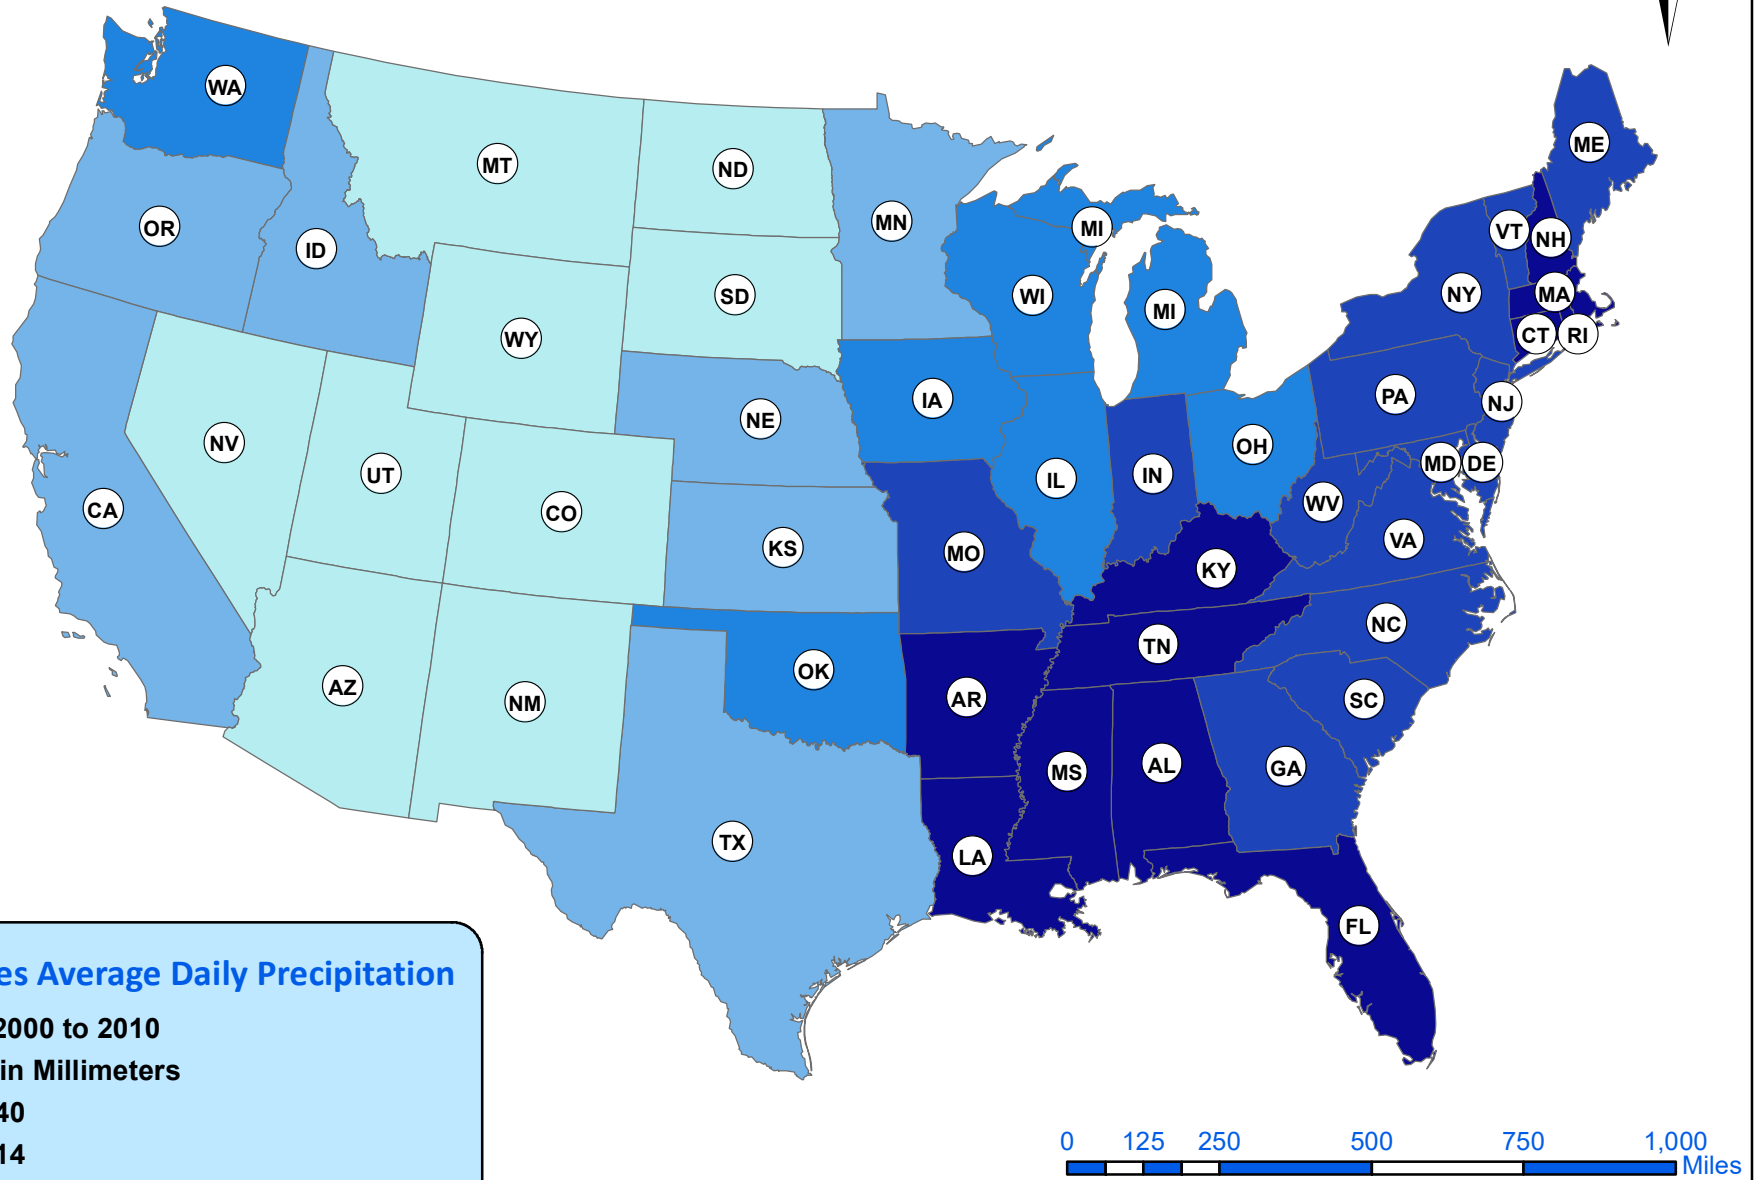 WA
MT
ND
ME
OR
ID
MN
MI
VT
NH
SD
WI
NY
MA
MI
WY
CT
RI
IA
PA
NJ
NE
NV
UT
OH
MD
DE
IL
IN
CA
CO
WV
KS
MO
VA
KY
NC
TN
AZ
NM
OK
AR
SC
MS
AL
GA
TX
LA
FL
es Average Daily Precipitation
2000 to 2010
in Millimeters
40
14
0 125 250 500 750 1,000
Miles